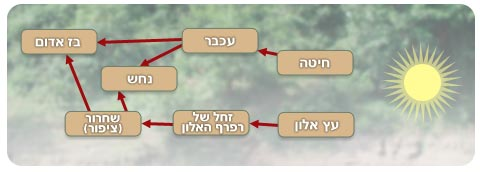 עכבר
בז אדום
חיטה
נחש
שחרור
(ציפור)
זחל של
רפרף האלון
עץ אלון